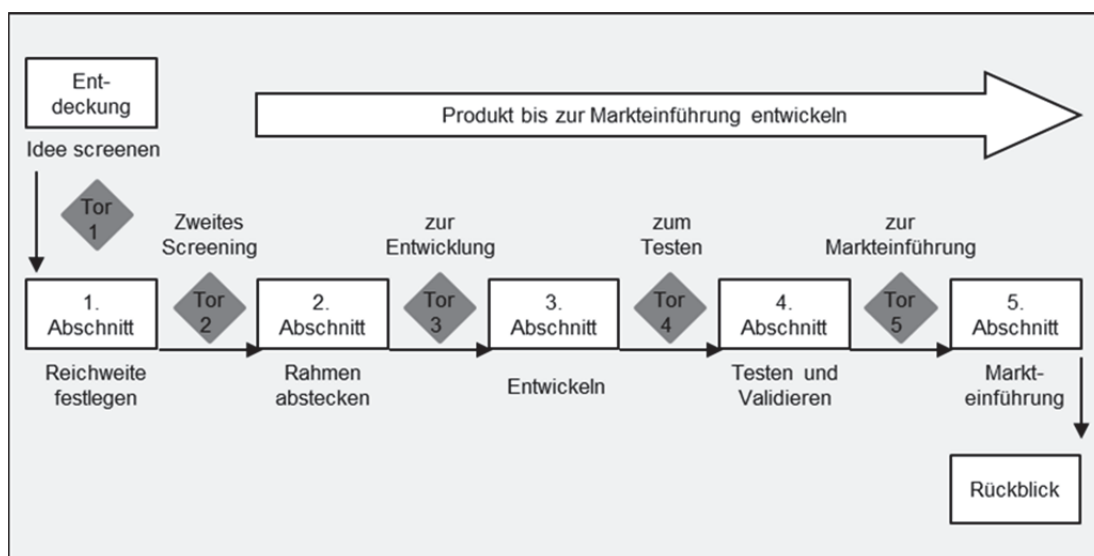 Ent-
deckung
Produkt bis zur Markteinführung entwickeln
Idee screenen
Tor
1
Zweites
Screening
zur
Entwicklung
zum
Testen
zur
Markteinführung
1.
Abschnitt
Tor
2
2.
Abschnitt
Tor
3
3.
Abschnitt
Tor
4
4.
Abschnitt
Tor
5
5.
Abschnitt
Reichweite
festlegen
Rahmen
abstecken
Entwickeln
Testen und
Validieren
Markt-
einführung
Rückblick